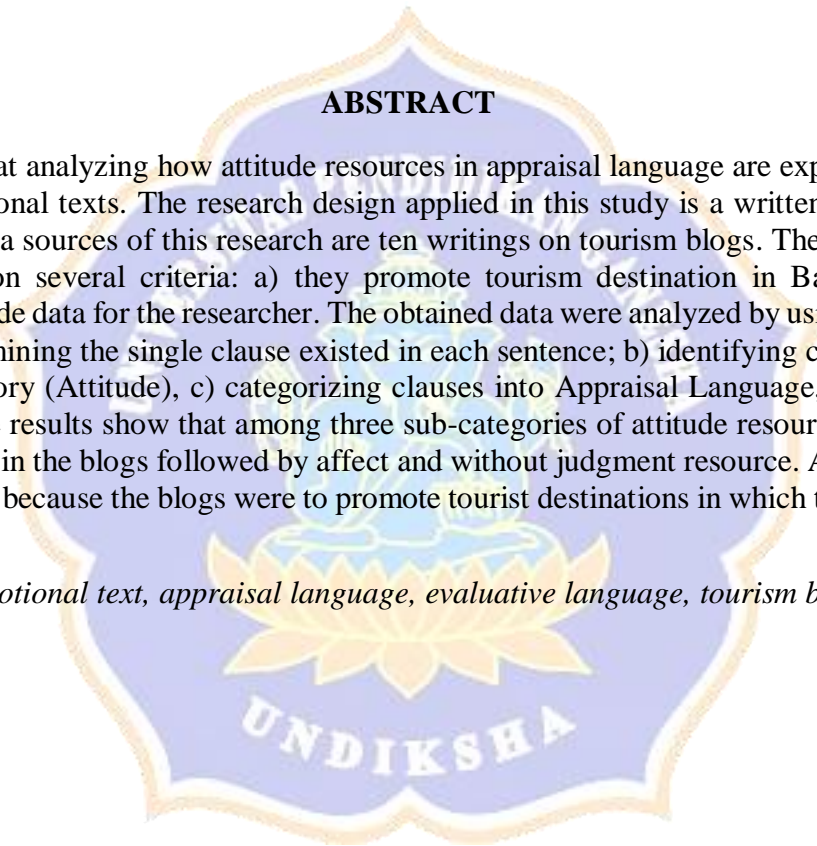 ABSTRACT
at analyzing how attitude resources in appraisal language are exp
onal texts. The research design applied in this study is a written
a sources of this research are ten writings on tourism blogs. The
on several criteria: a) they promote tourism destination in Ba
de data for the researcher. The obtained data were analyzed by usi
mining the single clause existed in each sentence; b) identifying c
ory (Attitude), c) categorizing clauses into Appraisal Language,
results show that among three sub-categories of attitude resour
in the blogs followed by affect and without judgment resource. A
because the blogs were to promote tourist destinations in which t
otional text, appraisal language, evaluative language, tourism b
UNIVERSITAS PENDIDIKAN GANESHA
UNDIKSHA